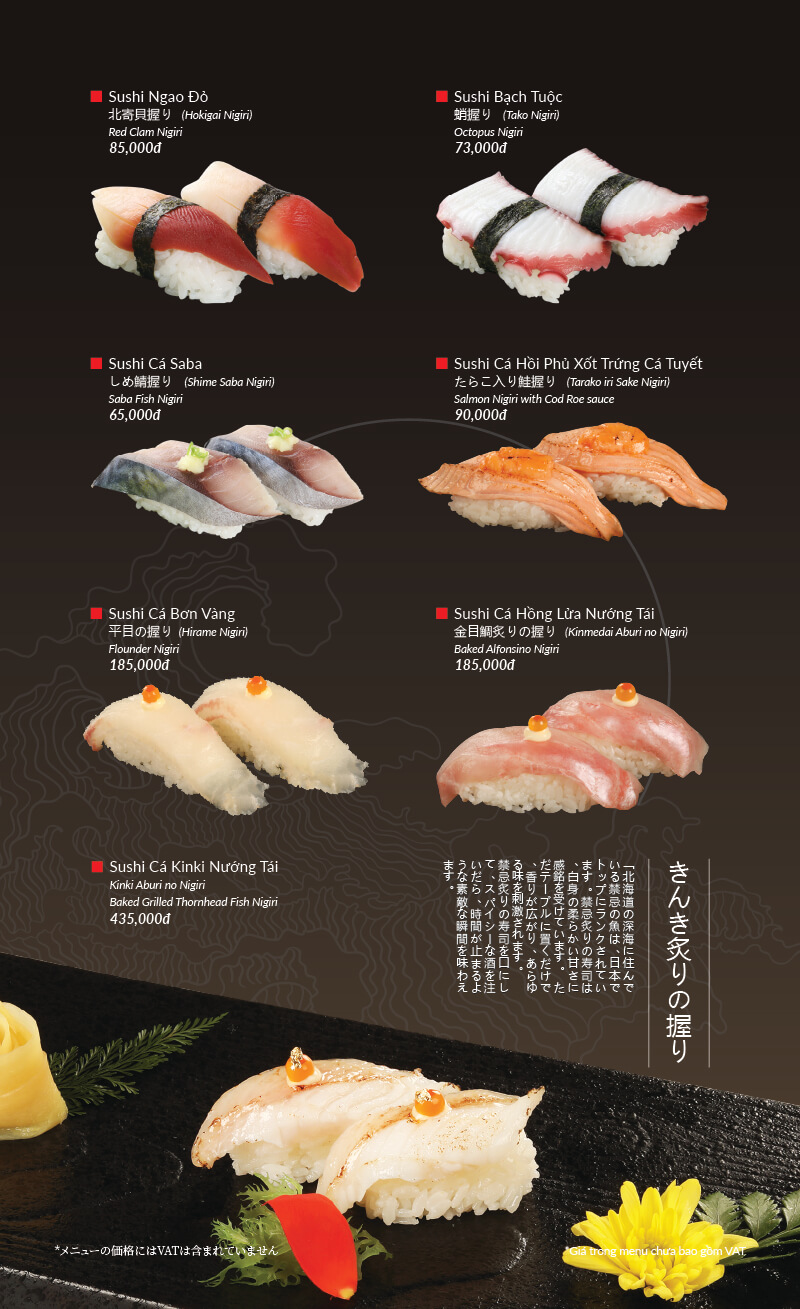 Sushi Ngao Đỏ
北寄貝握り (Hokigai Nigiri)
Red Clam Nigiri
85,000đ
Sushi Bạch Tuộc
蛸握り (Tako Nigiri)
Octopus Nigiri
73,000đ
Sushi Cá Saba
しめ鯖握り (Shime Saba Nigiri)
Saba Fish Nigiri
65,000đ
Sushi Cá Hồi Phủ Xốt Trứng Cá Tuyết
たらこ入り鮭握り (Tarako iri Sake Nigiri)
Salmon Nigiri with Cod Roe sauce
90,000đ
Sushi Cá Bơn Vàng
平目の握り (Hirame Nigiri)
Flounder Nigiri
185,000đ
Sushi Cá Hồng Lửa Nướng Tái
金目鯛炙りの握り (Kinmedai Aburi no Nigiri)
Baked Alfonsino Nigiri
185,000đ
Sushi Cá Kinki Nướng Tái
Kinki Aburi no Nigiri
Baked Grilled Thornhead Fish Nigiri
435,000đ
きんき炙りの握り
「北海道の深海に住んで
いる禁忌の魚は、日本で
トップにランクされてい
ます。禁忌炙りの寿司は
、白身の柔らかい甘さに
感銘を受けています。た
だテーブルに置くだけで
、香りが広がり、あらゆ
る味を刺激されます。
禁忌炙りの寿司を口にし
て、スパイシーな酒を注
いだら、時間が止まるよ
うな素敵な瞬間を味わえ
ます。
*メニューの価格にはVATは含まれていません
*Giá trong menu chưa bao gồm VAT.